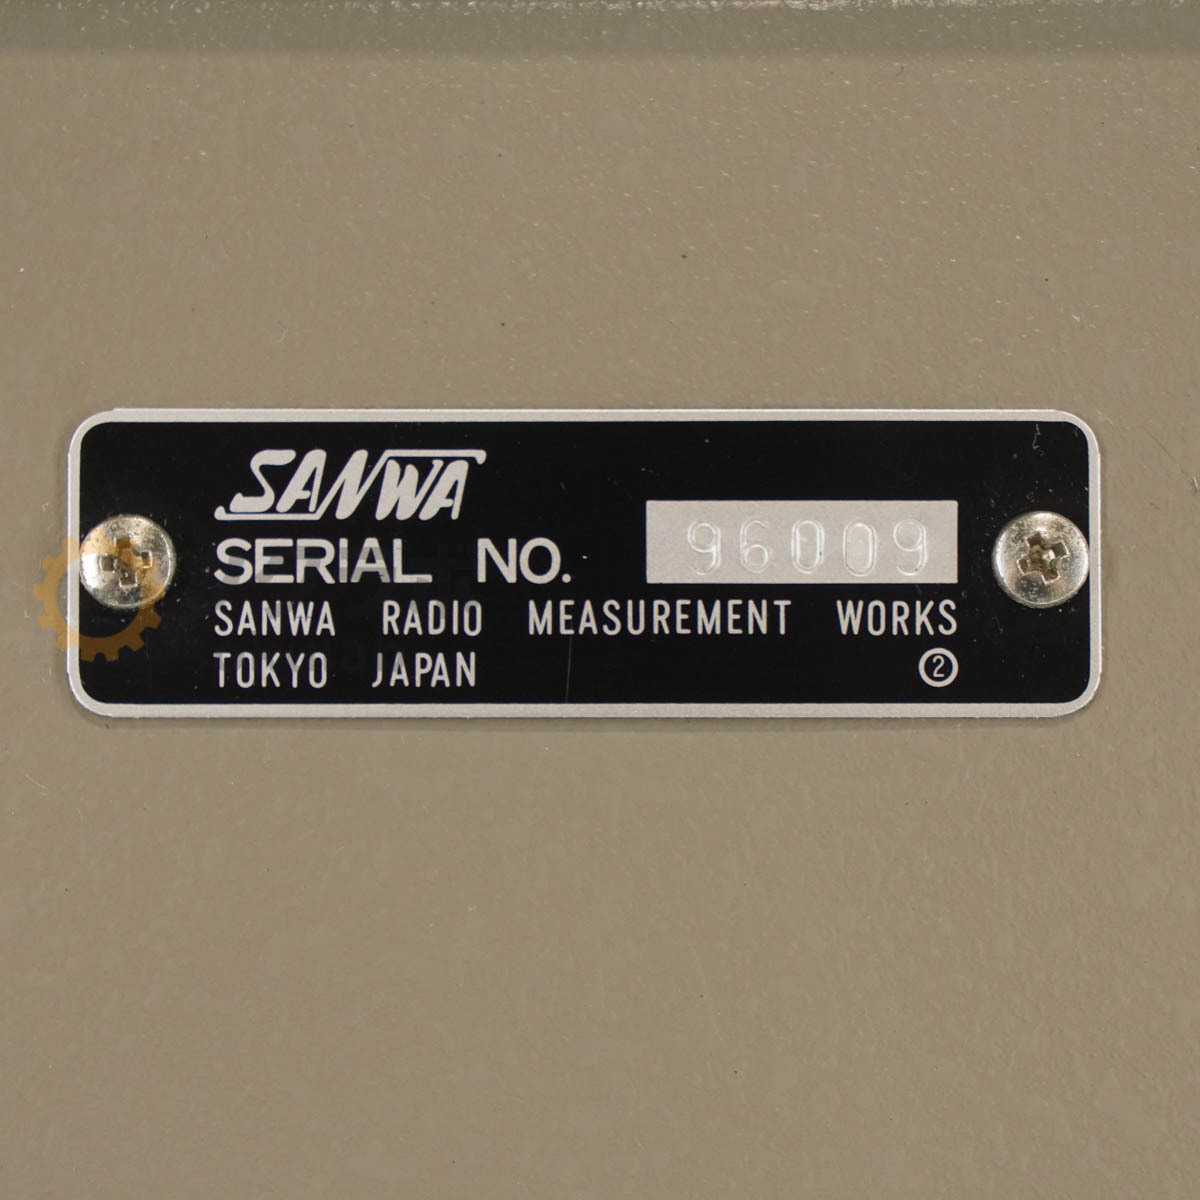 SANWA
SERIAL NO. 96009
SANWA RADIO MEASUREMENT WORKS
TOKYO JAPAN ②